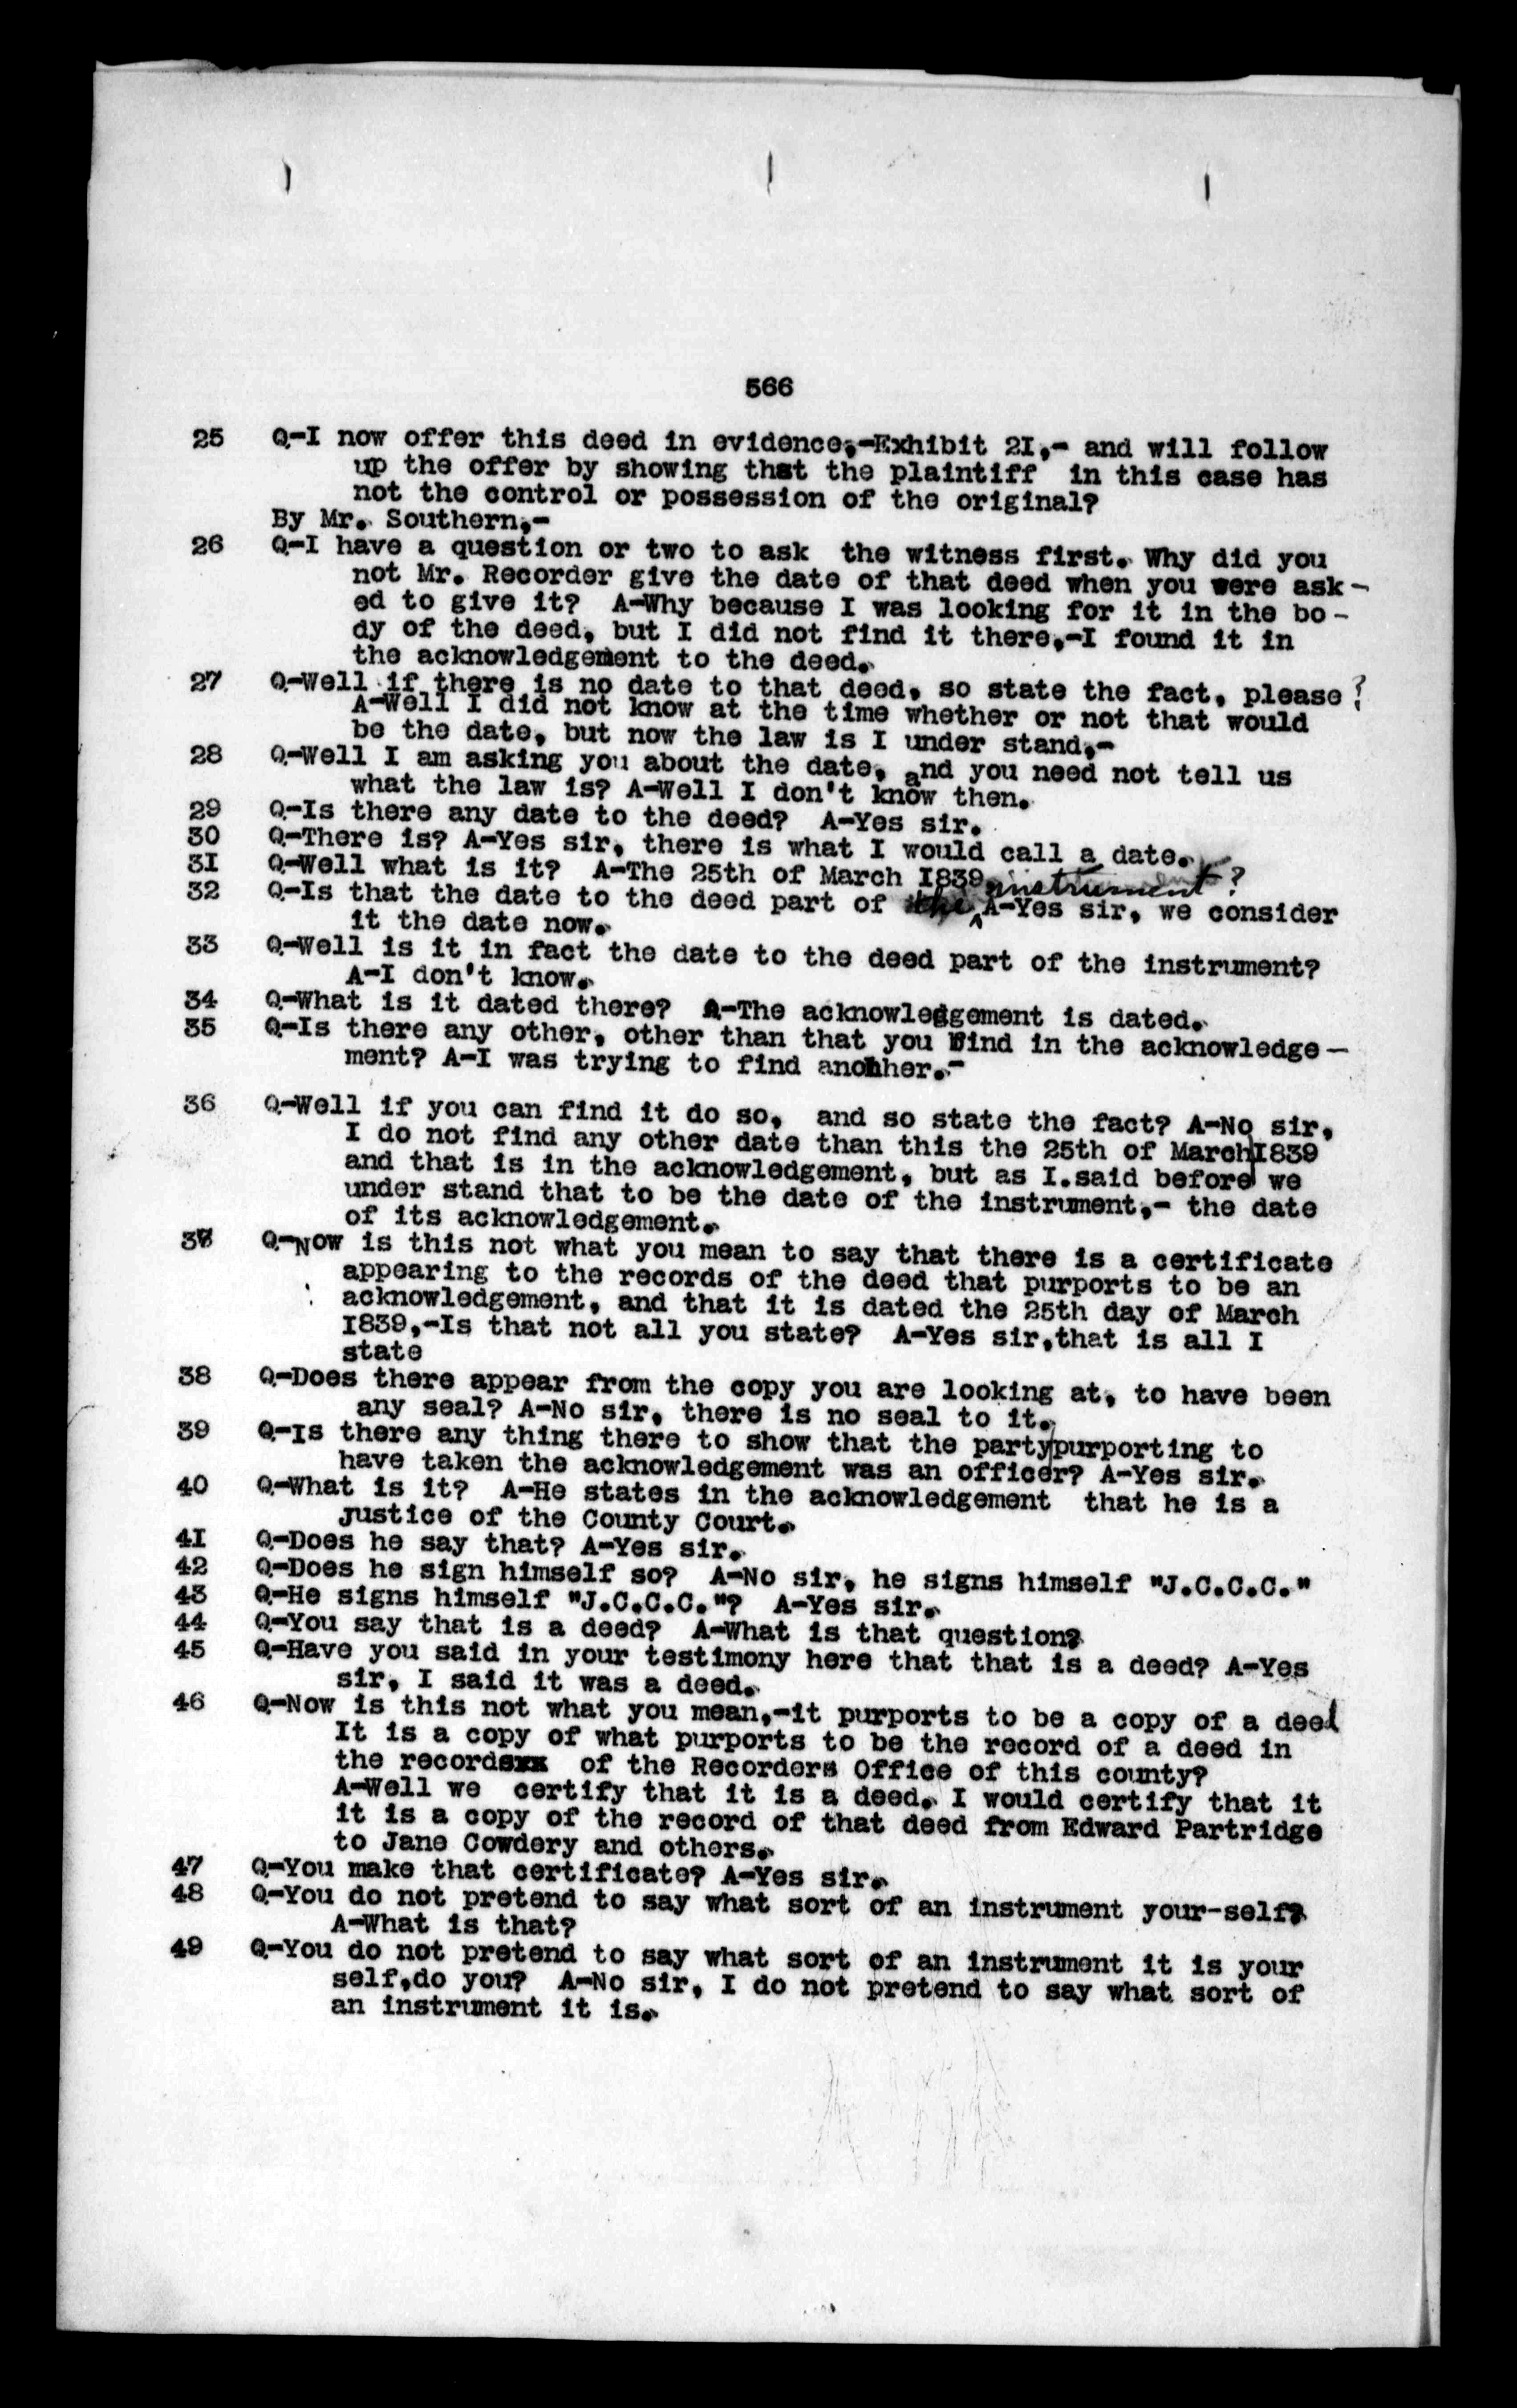 566
25 Q-I now offer this deed in evidence,-Exhibit 2I,- and will follow
up the offer by showing that the plaintiff in this case has
not the control or possession of the original?
By Mr. Southern,-
26 Q-I have a question or two to ask the witness first. Why did you
not Mr. Recorder give the date of that deed when you were ask-
ed to give it? A-Why because I was looking for it in the bo-
dy of the deed, but I did not find it there,-I found it in
the acknowledgement to the deed.
27 Q-Well if there is no date to that deed, so state the fact, please?
A-Well I did not know at the time whether or not that would
be the date, but now the law is I under stand,-
28 Q-Well I am asking you about the date, and you need not tell us
what the law is? A-Well I don't know then.
29 Q-Is there any date to the deed? A-Yes sir.
30 Q-There is? A-Yes sir, there is what I would call a date.
3I Q-Well what is it? A-The 25th of March I839.
instrument?
32 Q-Is that the date to the deed part of the ^ A-Yes sir, we consider
it the date now.
33 Q-Well is it in fact the date to the deed part of the instrument?
A-I don't know.
34 Q-What is it dated there? A-The acknowledgement is dated.
35 Q-Is there any other, other than that you find in the acknowledge-
ment? A-I was trying to find anohher.-
36 Q-Well if you can find it do so, and so state the fact? A-No sir,
I do not find any other date than this the 25th of March|I839
and that is in the acknowledgement, but as I.said before we
under stand that to be the date of the instrument,- the date
of its acknowledgement.
37 Q-Now is this not what you mean to say that there is a certificate
appearing to the records of the deed that purports to be an
acknowledgement, and that it is dated the 25th day of March
I839,-Is that not all you state? A-Yes sir,that is all I
state
38 Q-Does there appear from the copy you are looking at, to have been
any seal? A-No sir, there is no seal to it.
39 Q-Is there any thing there to show that the party|purporting to
have taken the acknowledgement was an officer? A-Yes sir.
40 Q-What is it? A-He states in the acknowledgement that he is a
Justice of the County Court.
4I Q-Does he say that? A-Yes sir.
42 Q-Does he sign himself so? A-No sir, he signs himself "J.C.C.C."
43 Q-He signs himself "J.C.C.C."? A-Yes sir.
44 Q-You say that is a deed? A-What is that question?
45 Q-Have you said in your testimony here that that is a deed? A-Yes
sir, I said it was a deed.
46 Q-Now is this not what you mean,-it purports to be a copy of a deed
It is a copy of what purports to be the record of a deed in
the recordsxx of the Recorders Office of this county?
A-Well we certify that it is a deed. I would certify that it
it is a copy of the record of that deed from Edward Partridge
to Jane Cowdery and others.
47 Q-You make that certificate? A-Yes sir.
48 Q-You do not pretend to say what sort of an instrument your-self?
A-What is that?
49 Q-You do not pretend to say what sort of an instrument it is your
self,do you? A-No sir, I do not pretend to say what sort of
an instrument it is.